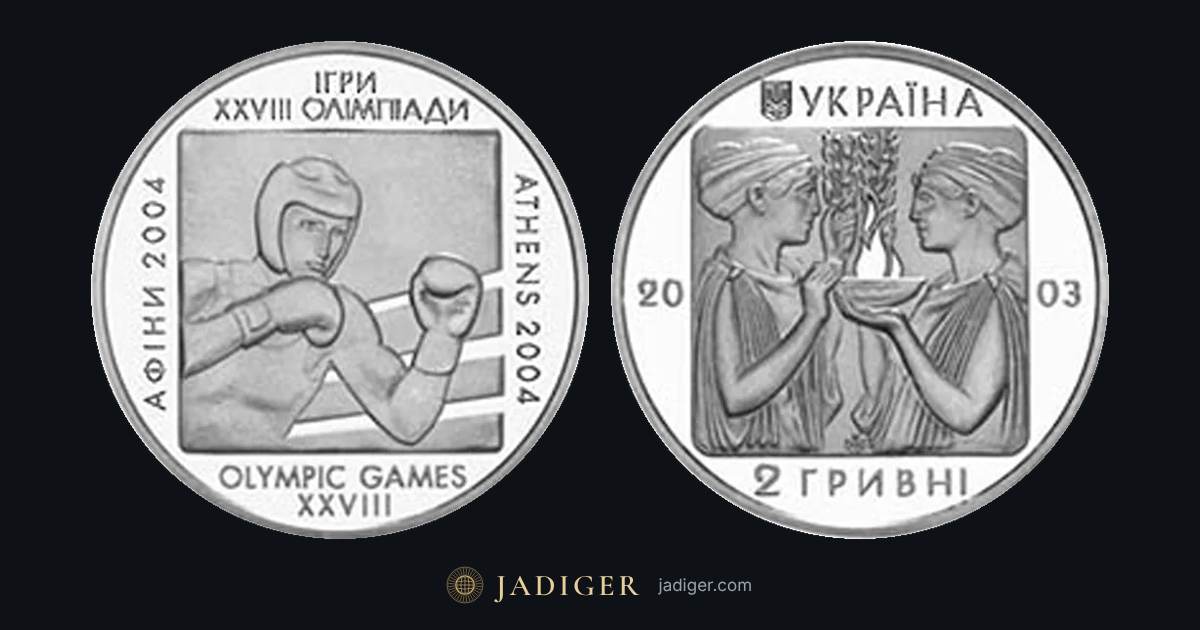 ІГРИ
XXVIII ОЛІМПІАДИ
АФІНИ 2004
ATHENS 2004
OLYMPIC GAMES
XXVIII
УКРАЇНА
20 03
2 ГРИВНІ
JADIGER jadiger.com